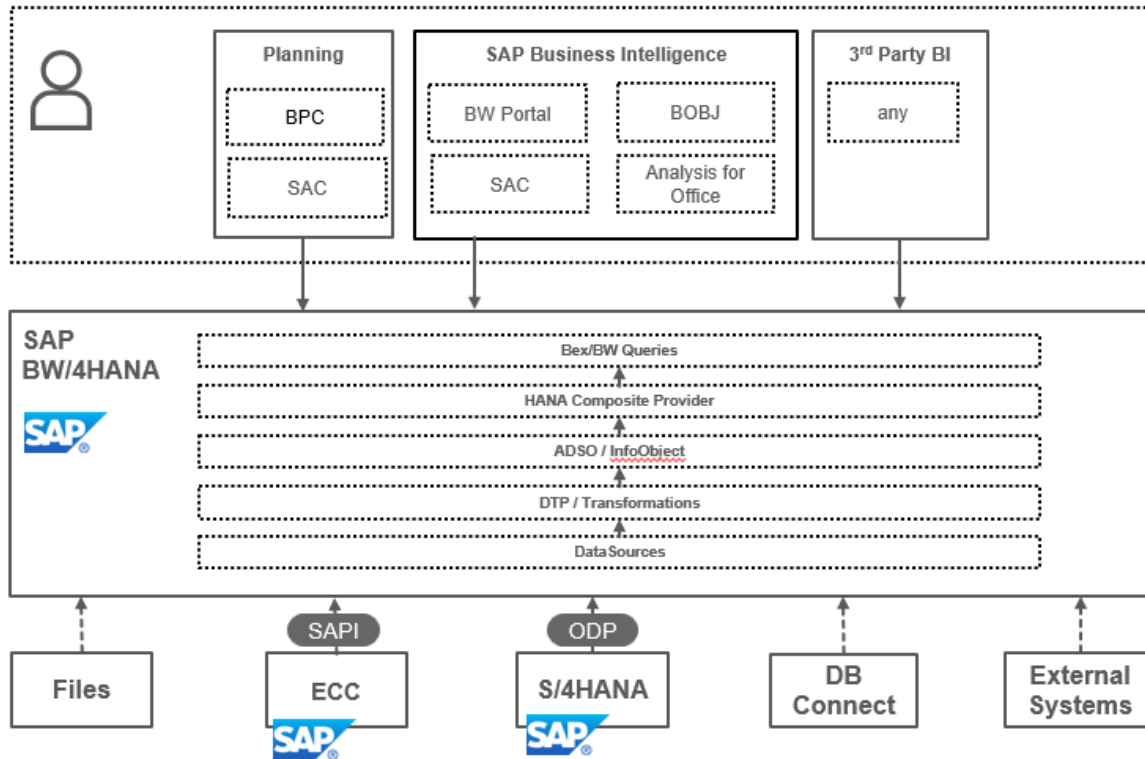 Planning
BPC
SAC
SAP Business Intelligence
BW Portal
BOBJ
SAC
Analysis for
Office
3rd Party BI
any
SAP
BW/4HANA
SAP®
Bex/BW Queries
HANA Composite Provider
ADSO / InfoObject
DTP / Transformations
DataSources
SAPI
ODP
Files
ECC
SAP®
S/4HANA
SAP®
DB
Connect
External
Systems